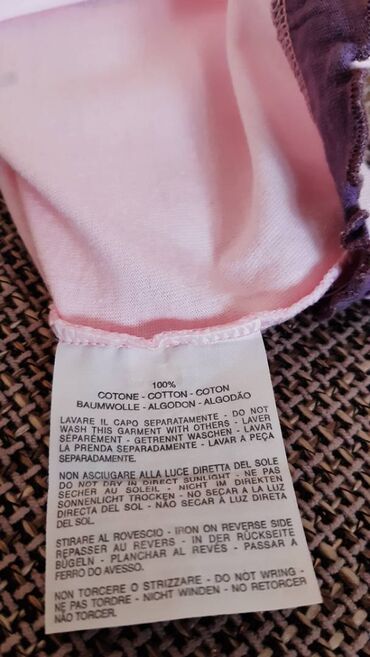 100%
COTONE - COTTON - COTON
BAUMWOLLE - ALGODON - ALGODÃO
LAVARE IL CAPO SEPARATAMENTE - DO NOT
WASH THIS GARMENT WITH OTHERS - LAVER
SÉPARÉMENT - GETRENNT WASCHEN - LAVAR
LA PRENDA SEPARADAMENTE - LAVAR A PEÇA
SEPARADAMENTE.
NON ASCIUGARE ALLA LUCE DIRETTA DEL SOLE
DO NOT DRY IN DIRECT SUNLIGHT - NE PAS
SECHER AU SOLEIL - NICHT IM DIREKTEN
SONNENLICHT TROCKEN - NO SECAR A LA LUZ
DIRECTA DEL SOL - NÃO SECAR À LUZ DIRETA
DEL SOL.
STIRARE AL ROVESCIO - IRON ON REVERSE SIDE
REPASSER AU REVERS - IN DER RÜCKSEITE
BÜGELN - PLANCHAR AL REVÉS - PASSAR A
FERRO DO AVESSO.
NON TORCERE O STRIZZARE - DO NOT WRING -
NE PAS TORDRE - NICHT WINDEN - NO RETORCER
NAO TORCER.